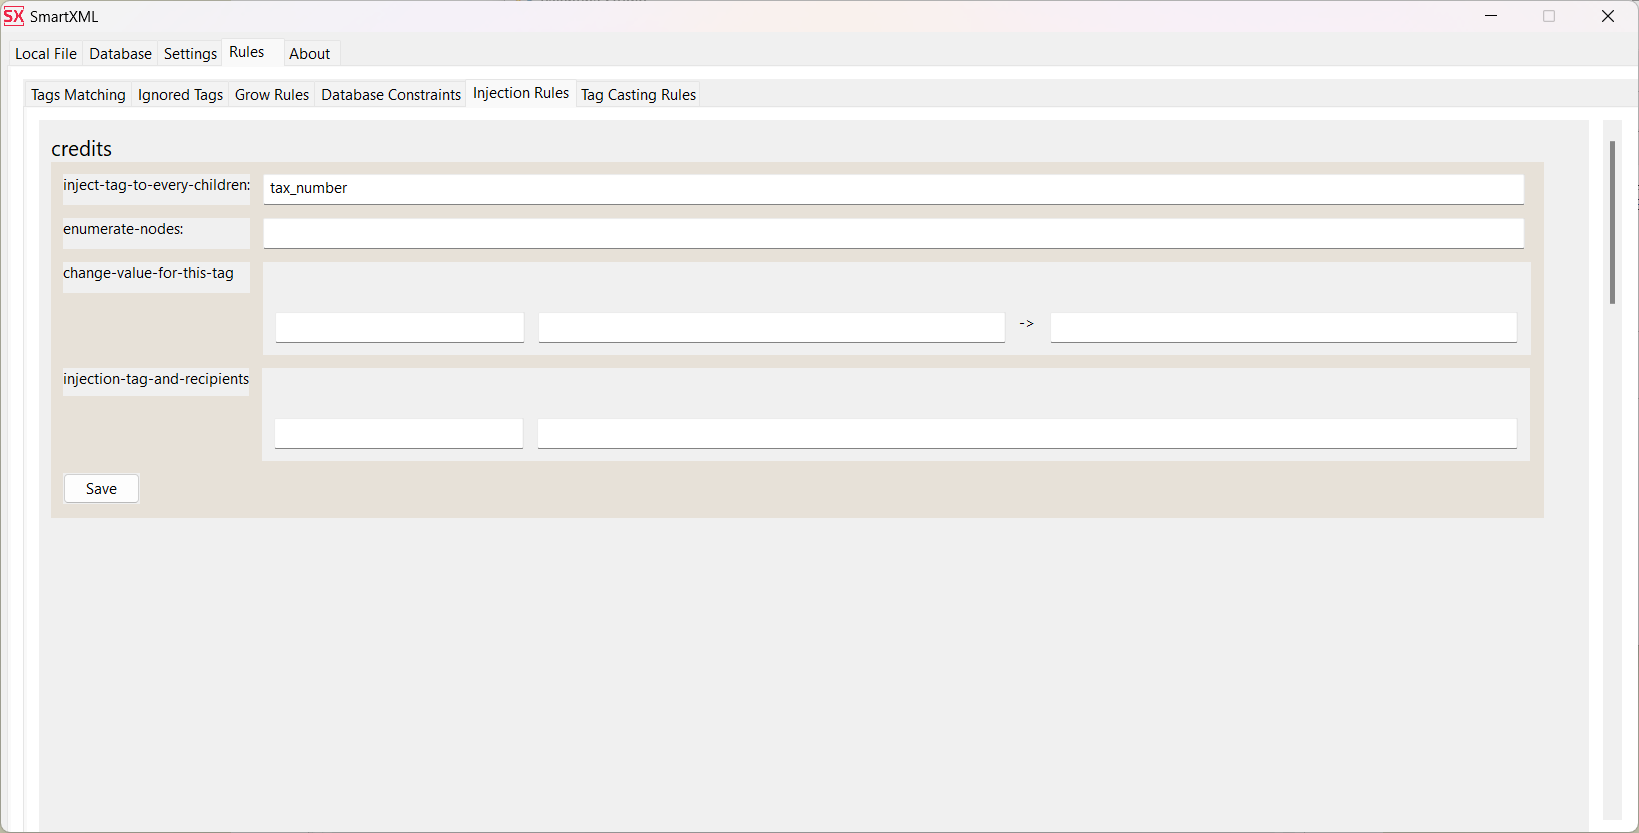 SX SmartXML
Local File Database Settings Rules About
Tags Matching Ignored Tags Grow Rules Database Constraints Injection Rules Tag Casting Rules
credits
inject-tag-to-every-children: tax_number
enumerate-nodes:
change-value-for-this-tag
->
injection-tag-and-recipients
Save